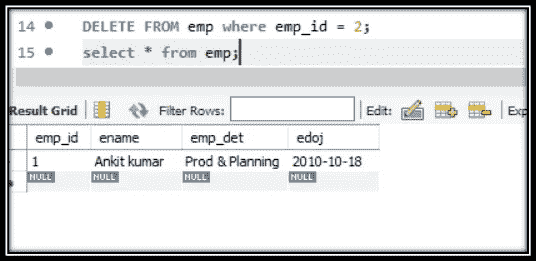 14 DELETE FROM emp where emp_id = 2;
15 select * from emp;
Result Grid Filter Rows: Edit: Exp
emp_id ename emp_det edoj
1 Ankit kumar Prod & Planning 2010-10-18
NULL NULL NULL NULL